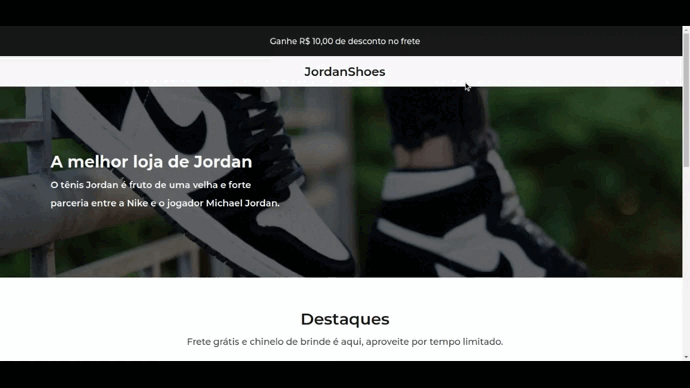 Ganhe R$ 10,00 de desconto no frete
JordanShoes
A melhor loja de Jordan
O tênis Jordan é fruto de uma velha e forte
parceria entre a Nike e o jogador Michael Jordan.
Destaques
Frete grátis e chinelo de brinde é aqui, aproveite por tempo limitado.